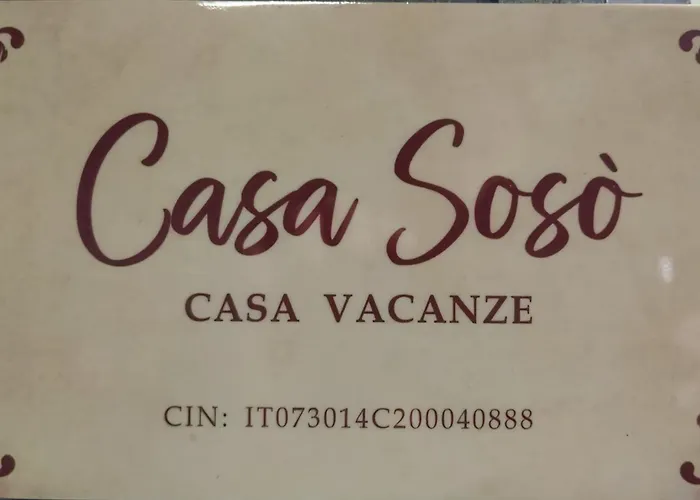 Casa Sosò
CASA VACANZE
CIN: IT073014C200040888